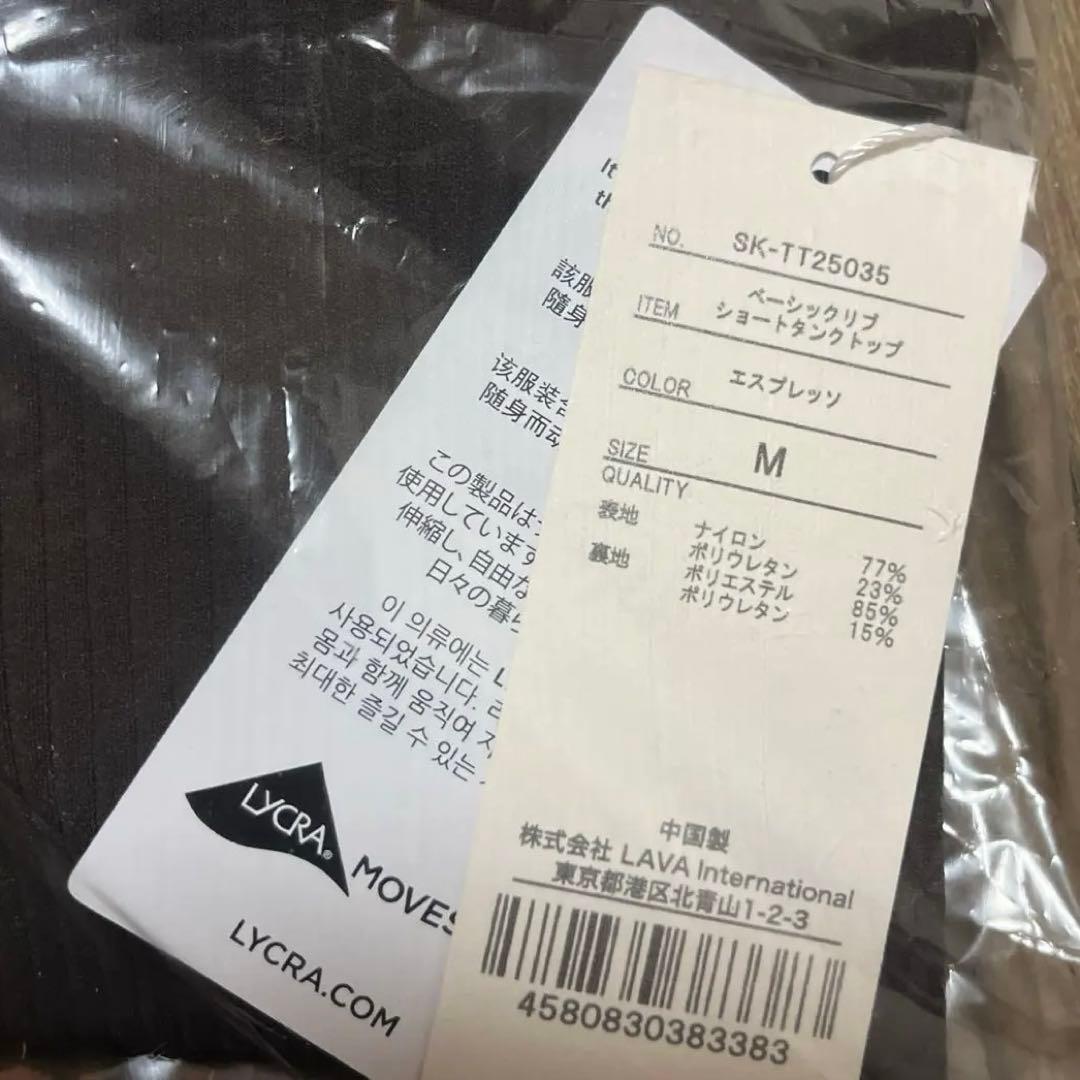 It
th
該服
隨身
该服装
随身而
この製品は
使用しています
伸縮し、自由な
日々の暮
이 의류에는 L
사용되었습니다.
몸과 함께 움직여
최대한 즐길 수 있는
LYCRA®
MOVES
LYCRA.COM
NO. SK-TT25035
ITEM ベーシックリブ
ショートタンクトップ
COLOR エスプレッソ
SIZE M
QUALITY
表地 ナイロン 77%
ポリウレタン 23%
裏地 ポリエステル 85%
ポリウレタン 15%
中国製
株式会社 LAVA International
東京都港区北青山1-2-3
4580830383383